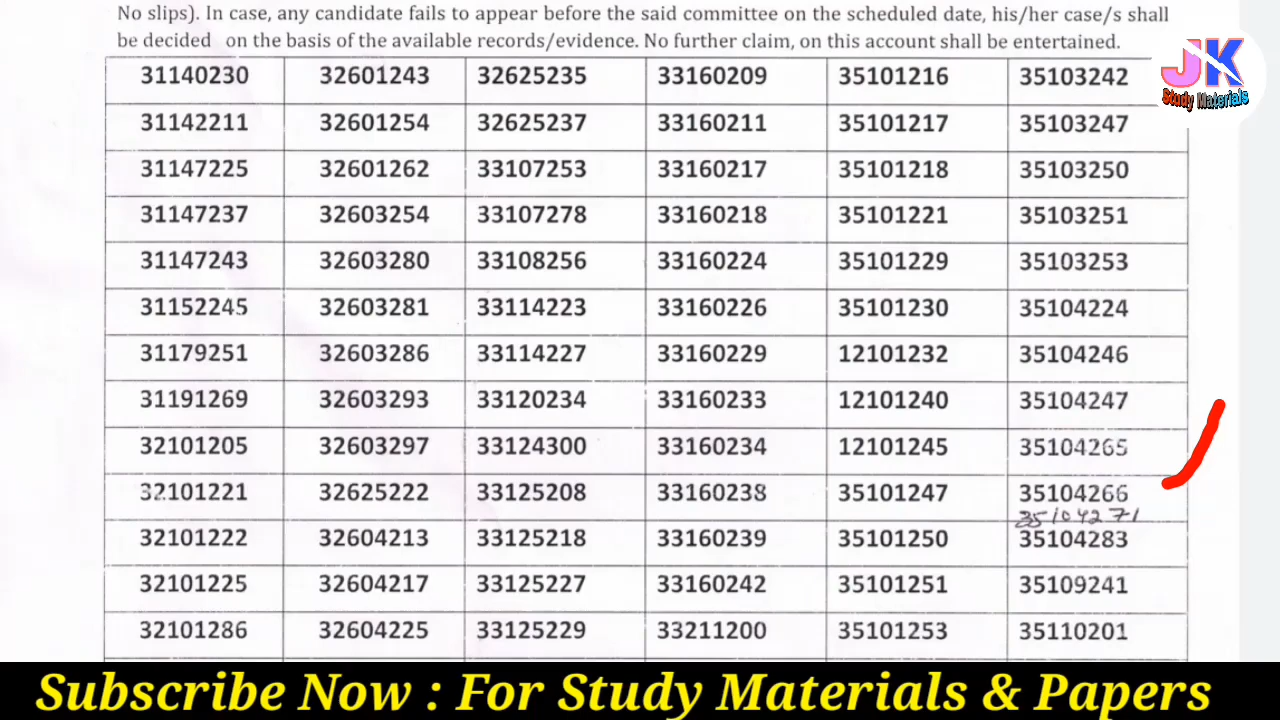 No slips). In case, any candidate fails to appear before the said committee on the scheduled date, his/her case/s shall
be decided on the basis of the available records/evidence. No further claim, on this account shall be entertained.
JK
Study Materials
31140230 32601243 32625235 33160209 35101216 35103242
31142211 32601254 32625237 33160211 35101217 35103247
31147225 32601262 33107253 33160217 35101218 35103250
31147237 32603254 33107278 33160218 35101221 35103251
31147243 32603280 33108256 33160224 35101229 35103253
31152245 32603281 33114223 33160226 35101230 35104224
31179251 32603286 33114227 33160229 12101232 35104246
31191269 32603293 33120234 33160233 12101240 35104247
32101205 32603297 33124300 33160234 12101245 35104265
32101221 32625222 33125208 33160238 35101247 35104266
35104271
32101222 32604213 33125218 33160239 35101250 35104283
32101225 32604217 33125227 33160242 35101251 35109241
32101286 32604225 33125229 33211200 35101253 35110201
Subscribe Now : For Study Materials & Papers